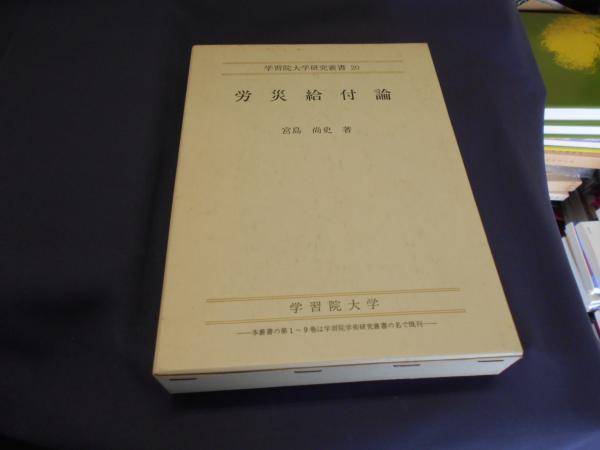 学習院大学研究叢書 20
労災給付論
宮島 尚史 著
学習院大学
——本叢書の第1～9巻は学習院学術研究叢書の名で既刊——